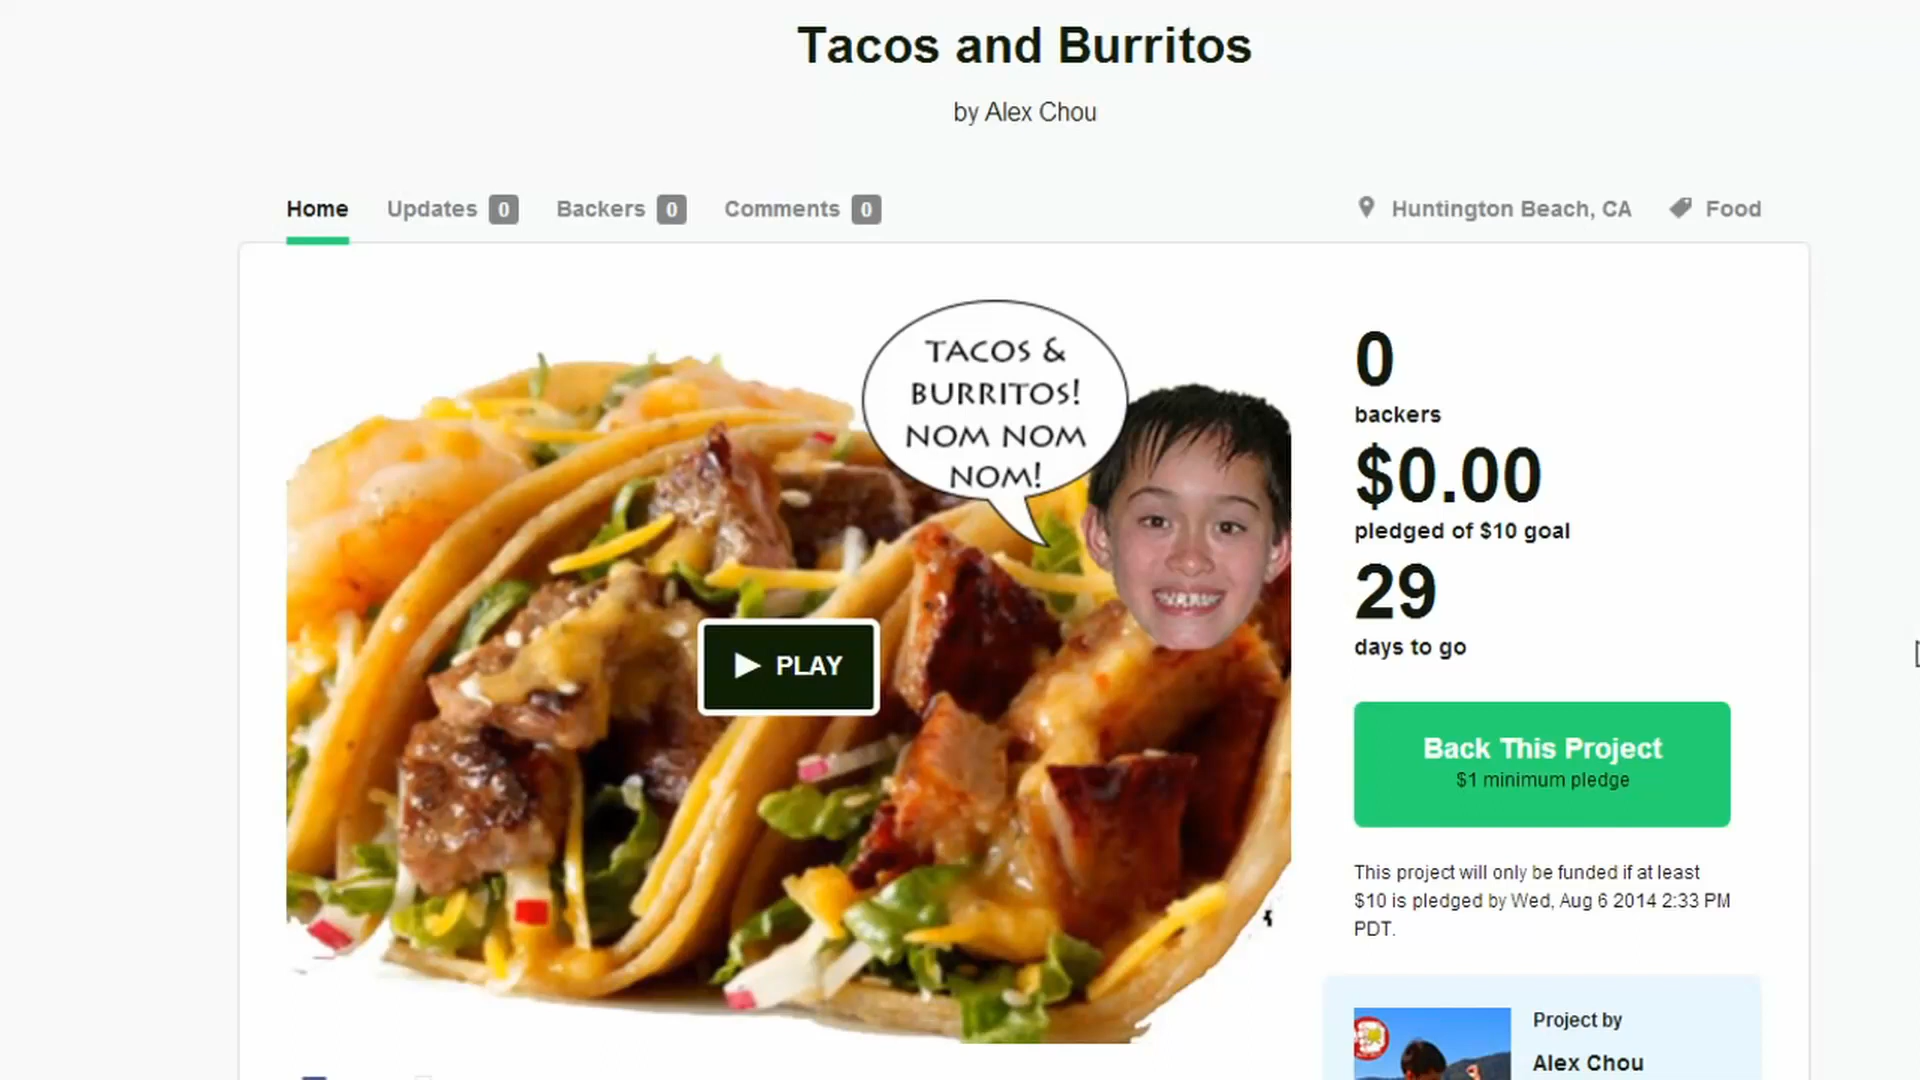 Tacos and Burritos
by Alex Chou
Home Updates 0 Backers 0 Comments 0 Huntington Beach, CA Food
TACOS &
BURRITOS!
NOM NOM
NOM!
PLAY
0
backers
$0.00
pledged of $10 goal
29
days to go
Back This Project
$1 minimum pledge
This project will only be funded if at least
$10 is pledged by Wed, Aug 6 2014 2:33 PM
PDT.
Project by
Alex Chou